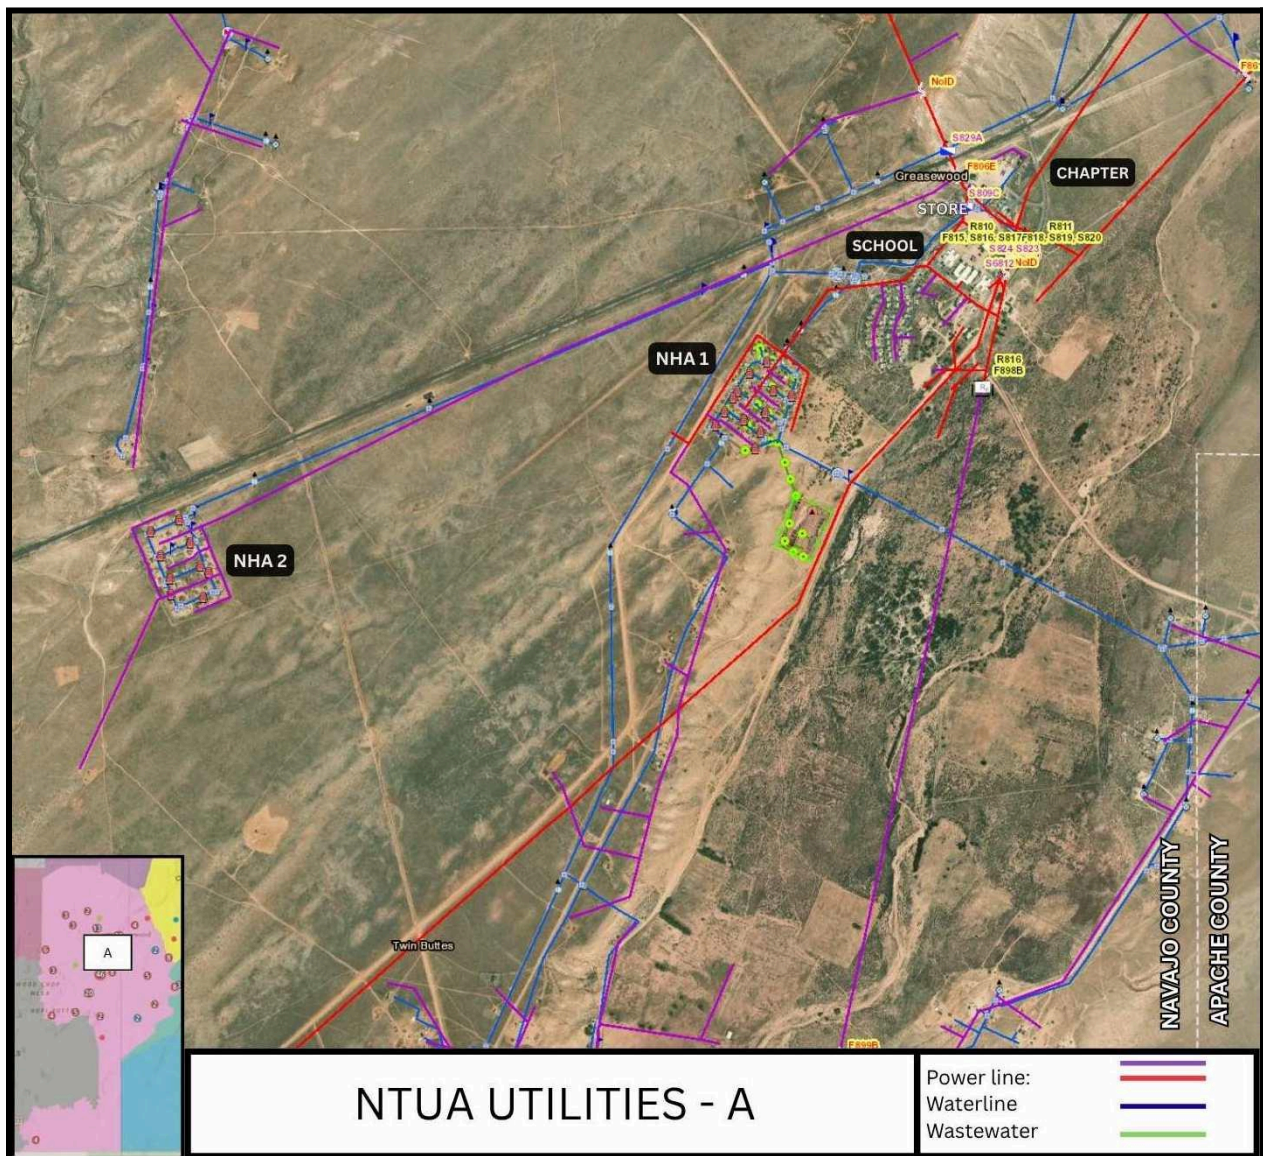 NoID
F861
S829A
F806E
Greasewood
CHAPTER
S809C
STORE
R810
R811
F815, S816, S817F818, S819, S820
SCHOOL
S824 S823
S6812
NoID
NHA 1
R816
F898B
NHA 2
Twin Buttes
NAVAJO COUNTY
APACHE COUNTY
F899B
A
NTUA UTILITIES - A
Power line:
Waterline
Wastewater